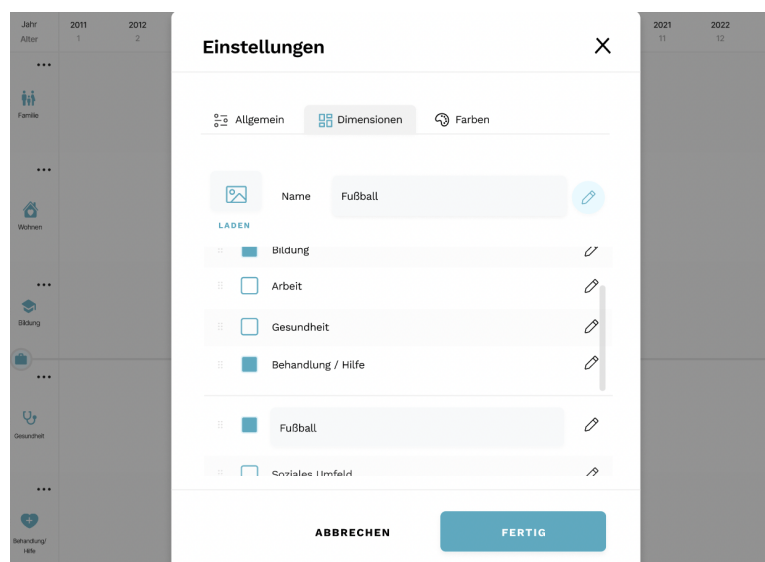 Jahr 2011 2012 2021 2022
Alter 1 2 11 12
Einstellungen
Allgemein Dimensionen Farben
Familie
Name Fußball
LADEN
Wohnen
Bildung
Arbeit
Gesundheit
Bildung
Behandlung / Hilfe
Fußball
Gesundheit
Soziales Umfeld
ABBRECHEN FERTIG
Behandlung/
Hilfe